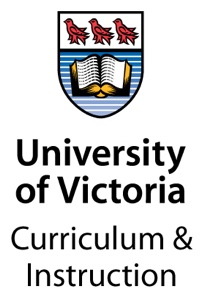 University
of Victoria
Curriculum &
Instruction